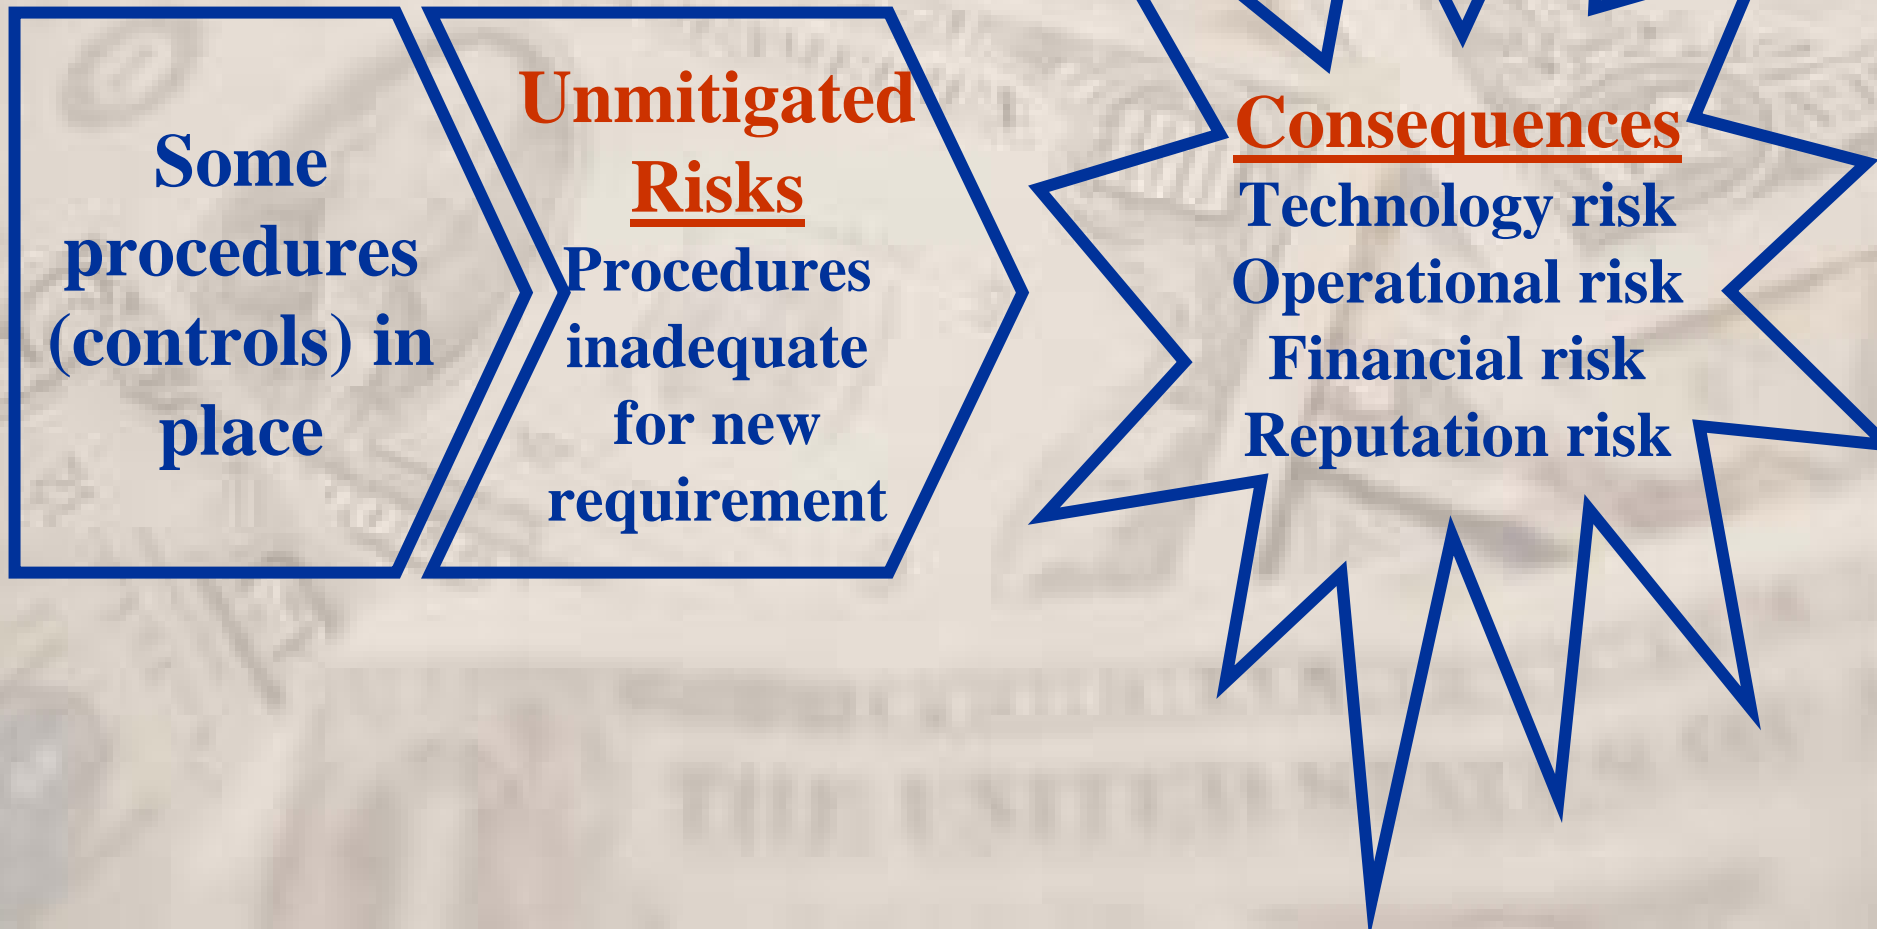 Some
procedures
(controls) in
place
Unmitigated
Risks
Procedures
inadequate
for new
requirement
Consequences
Technology risk
Operational risk
Financial risk
Reputation risk